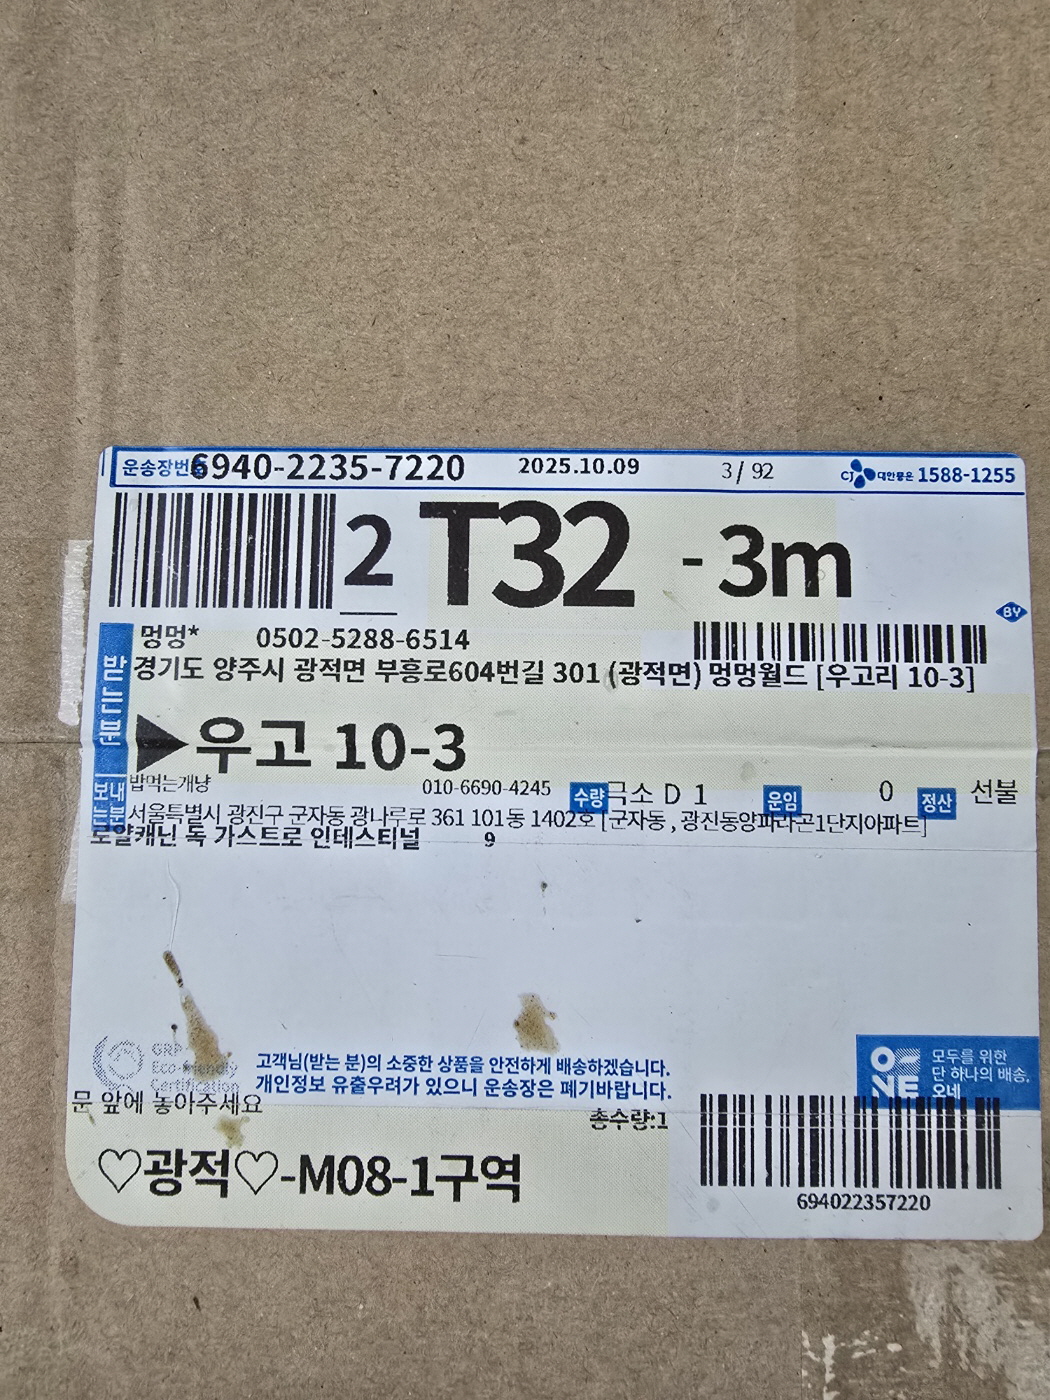 운송장번호 6940-2235-7220 2025.10.09 3/ 92 CJ대한통운 1588-1255
2 T32 -3m
BY
받는분 멍멍* 0502-5288-6514
경기도 양주시 광적면 부흥로604번길 301 (광적면) 멍멍월드 [우고리 10-3]
▶우고 10-3
보내는분 밥먹는개냥 010-6690-4245 수량 극소 D 1 운임 0 정산 선불
서울특별시 광진구 군자동 광나루로 361 101동 1402호 [군자동 , 광진동양파라곤1단지아파트]
로얄캐닌 독 가스트로 인테스티널 9
GRP
Eco-friendly
Certification
고객님(받는 분)의 소중한 상품을 안전하게 배송하겠습니다.
개인정보 유출우려가 있으니 운송장은 폐기바랍니다.
ONE
모두를 위한
단 하나의 배송,
오네
문 앞에 놓아주세요
총수량:1
♡광적♡-M08-1구역
694022357220